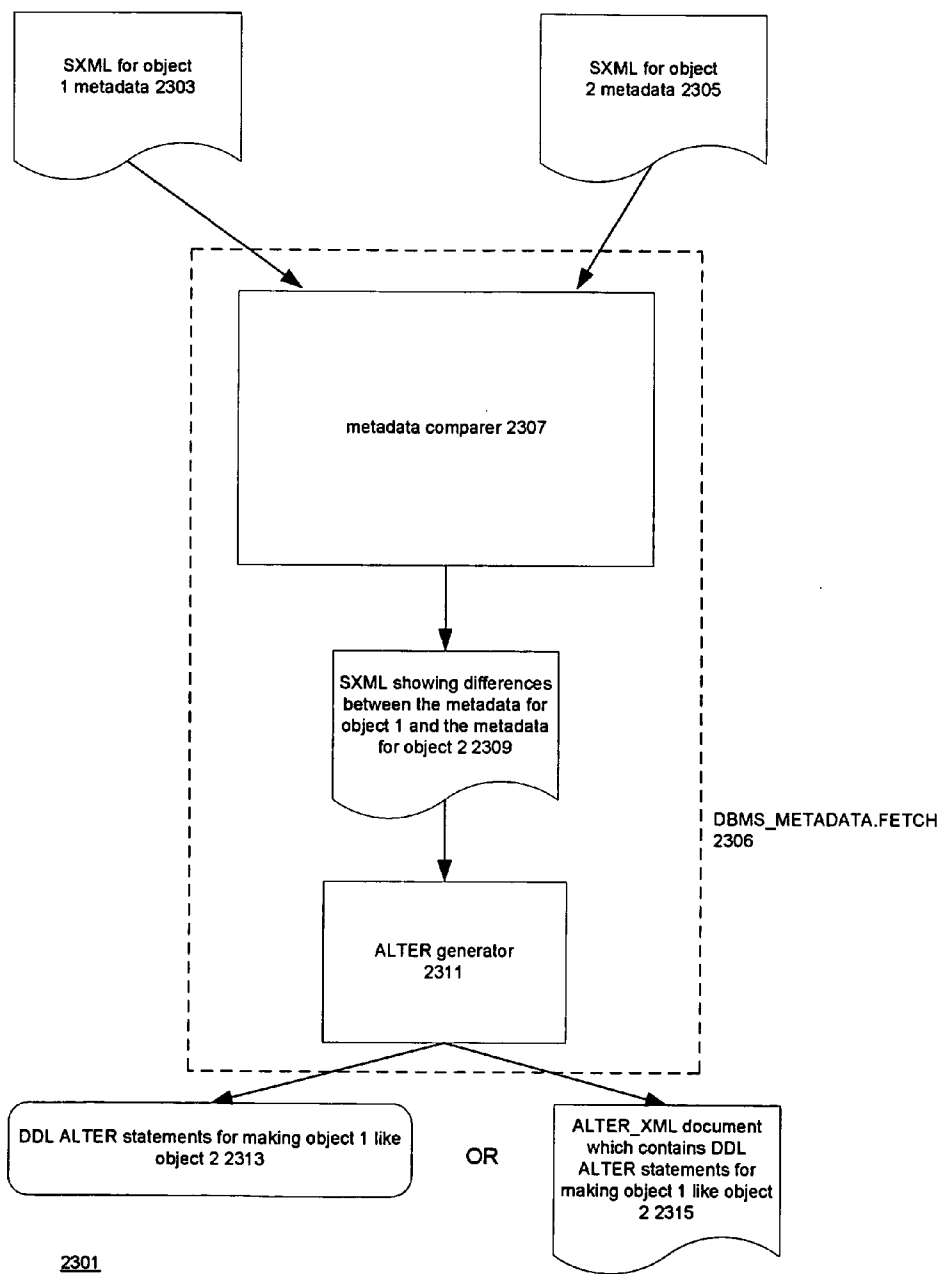 SXML for object
1 metadata 2303
SXML for object
2 metadata 2305
metadata comparer 2307
SXML showing differences
between the metadata for
object 1 and the metadata
for object 2 2309
DBMS_METADATA.FETCH
2306
ALTER generator
2311
DDL ALTER statements for making object 1 like
object 2 2313
OR
ALTER_XML document
which contains DDL
ALTER statements for
making object 1 like object
2 2315
2301